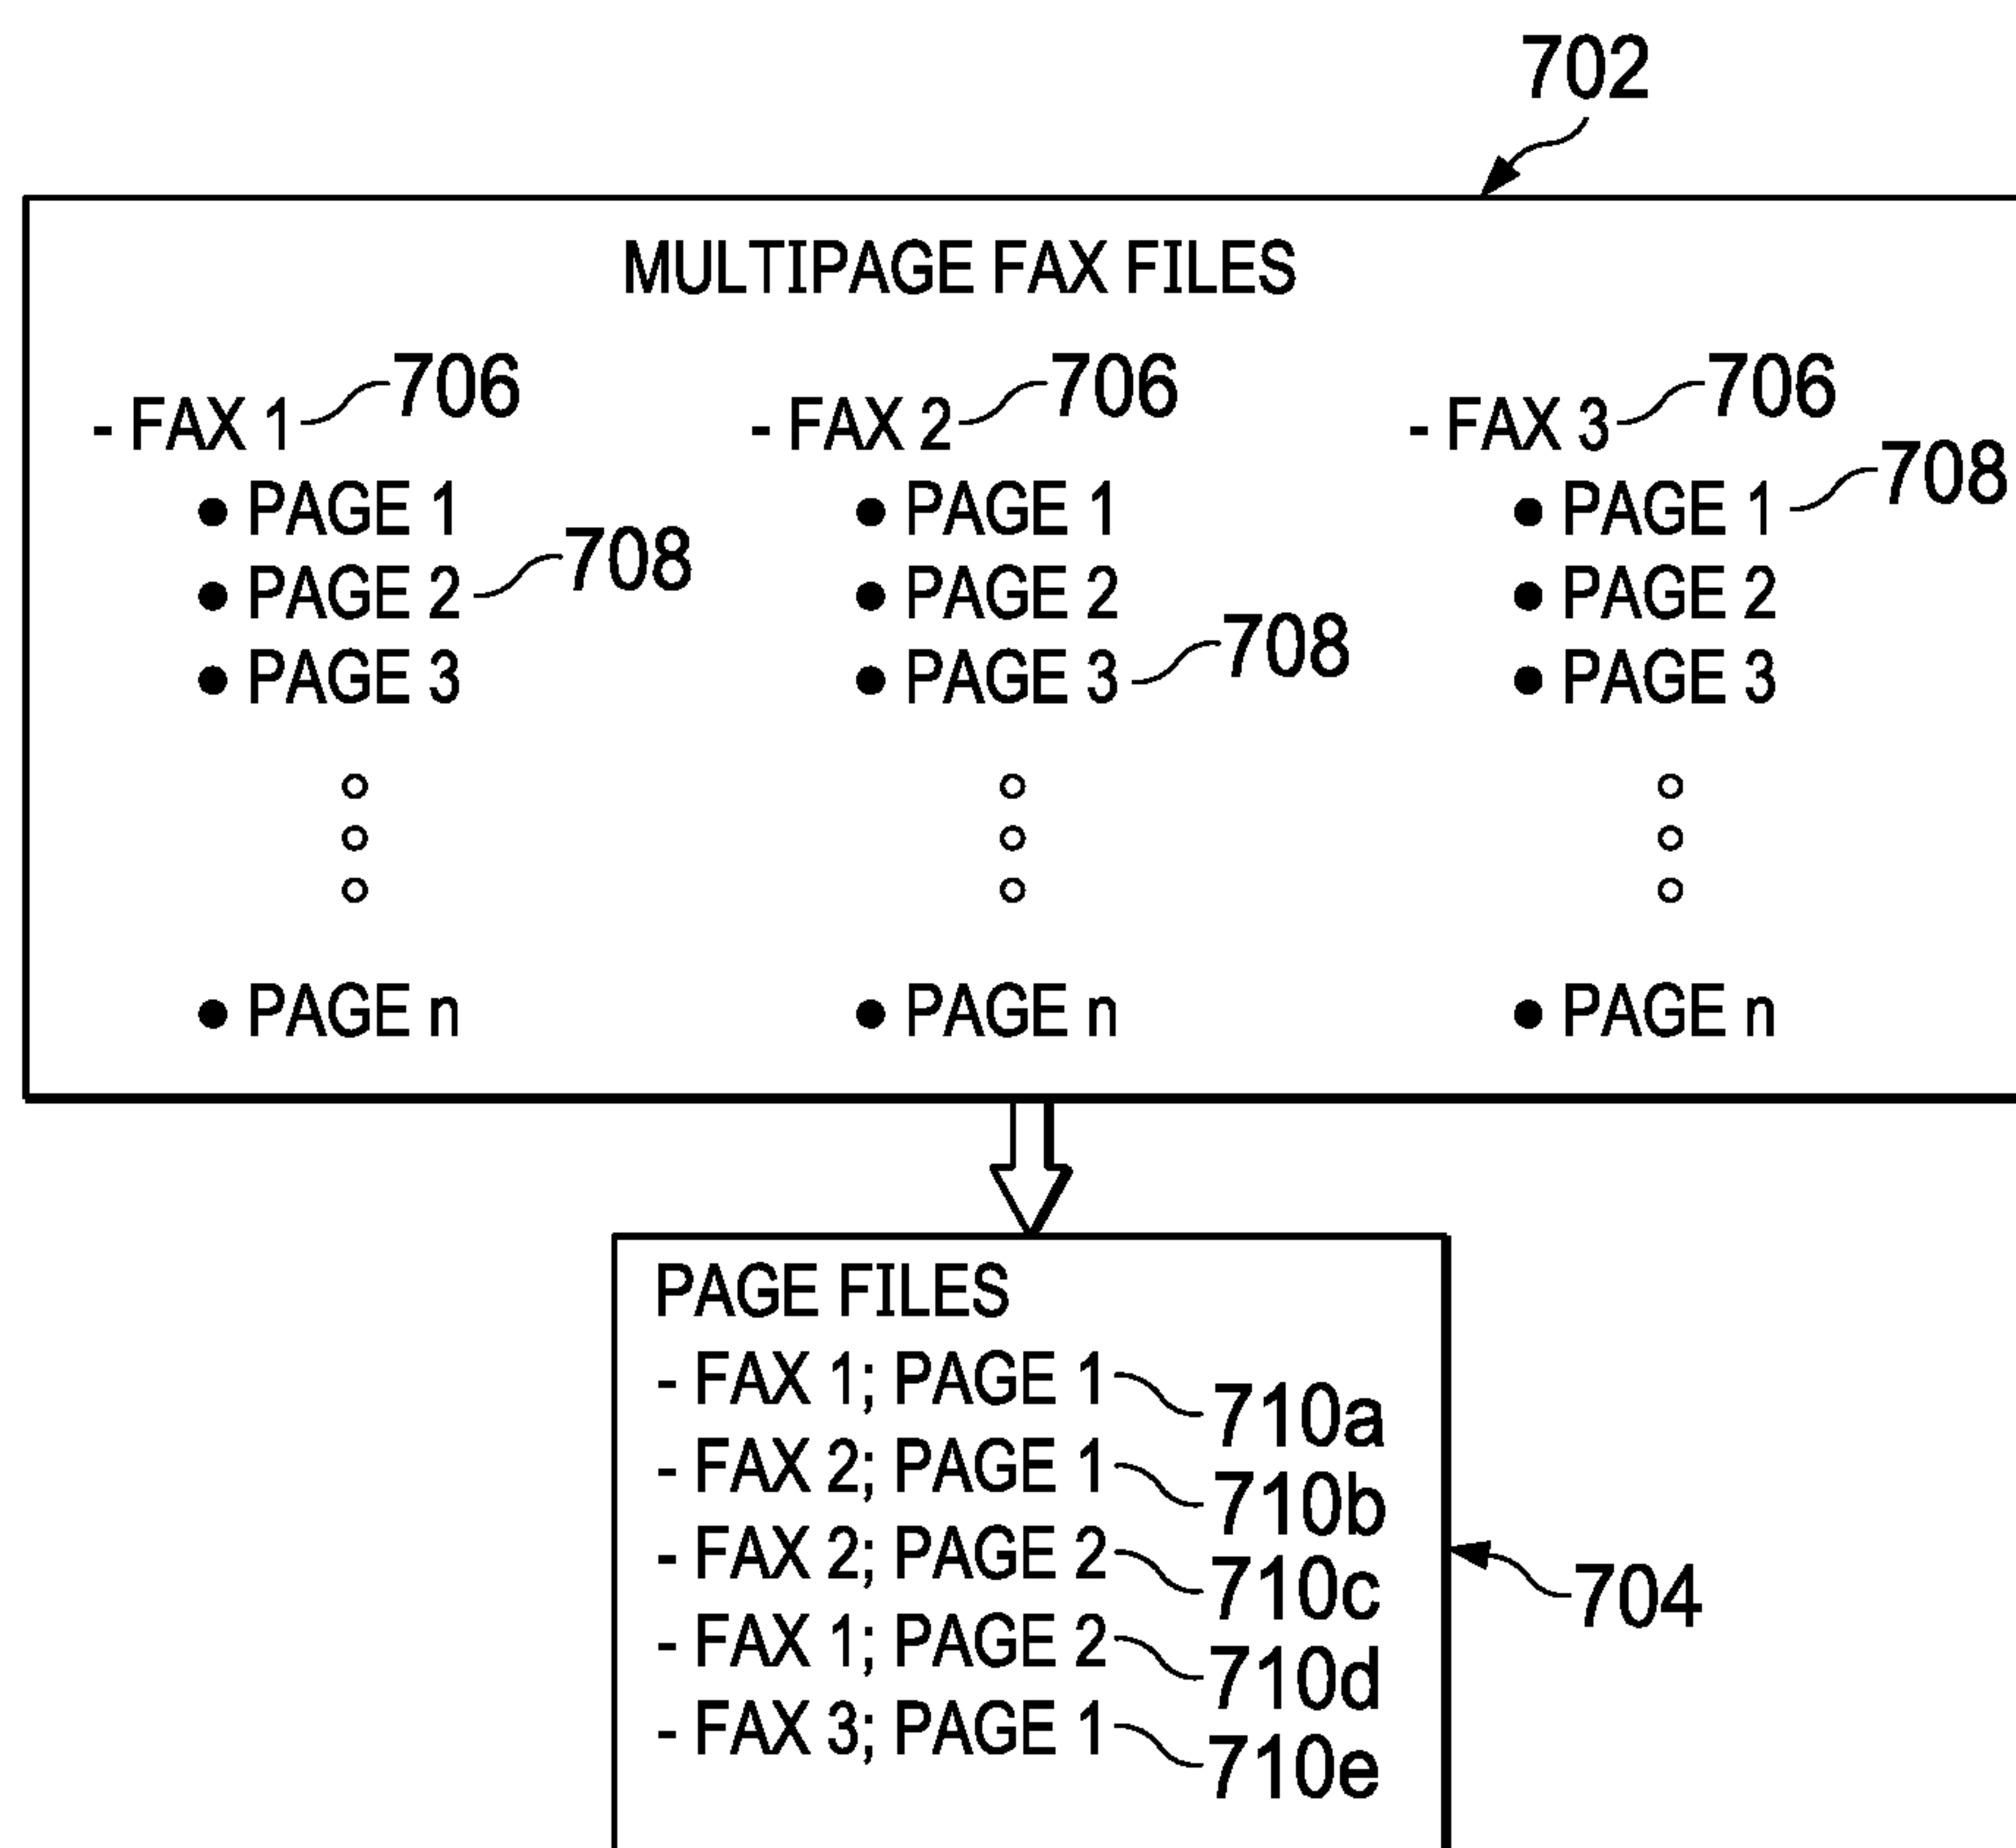 702
MULTIPAGE FAX FILES
- FAX 1 706 - FAX 2 706 - FAX 3 706
● PAGE 1 ● PAGE 1 ● PAGE 1 708
● PAGE 2 708 ● PAGE 2 ● PAGE 2
● PAGE 3 ● PAGE 3 708 ● PAGE 3
● PAGE n ● PAGE n ● PAGE n
PAGE FILES
- FAX 1; PAGE 1 710a
- FAX 2; PAGE 1 710b
- FAX 2; PAGE 2 710c
704
- FAX 1; PAGE 2 710d
- FAX 3; PAGE 1 710e